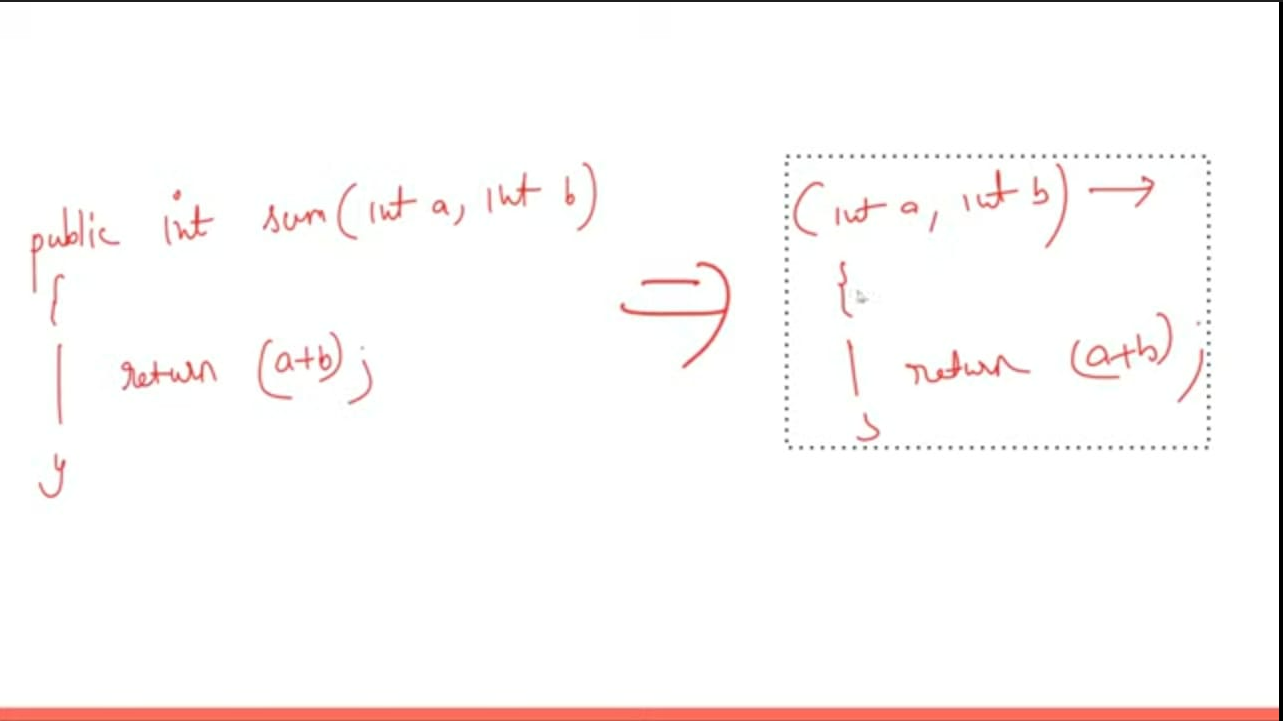 public int sum(int a, int b)
{
return (a+b);
}
⇒
(int a, int b) →
{
return (a+b);
}